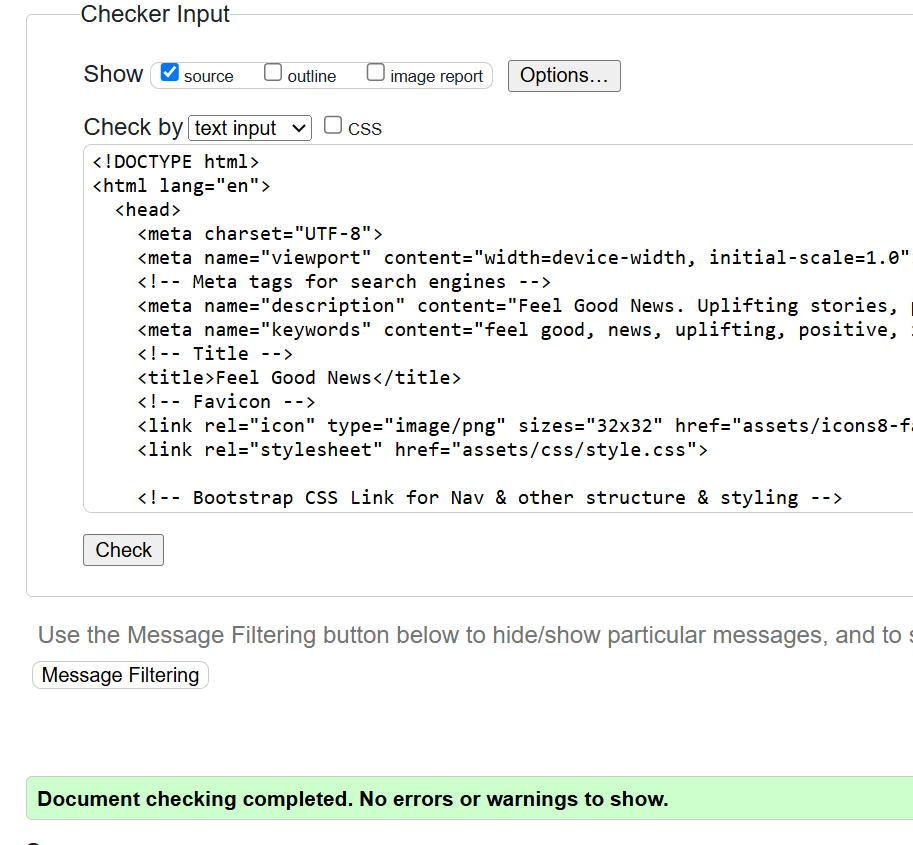 Checker Input
Show source outline image report Options...
Check by text input CSS
<!DOCTYPE html>
<html lang="en">
<head>
<meta charset="UTF-8">
<meta name="viewport" content="width=device-width, initial-scale=1.0"
<!-- Meta tags for search engines -->
<meta name="description" content="Feel Good News. Uplifting stories,
<meta name="keywords" content="feel good, news, uplifting, positive,
<!-- Title -->
<title>Feel Good News</title>
<!-- Favicon -->
<link rel="icon" type="image/png" sizes="32x32" href="assets/icons8-fa
<link rel="stylesheet" href="assets/css/style.css">
<!-- Bootstrap CSS Link for Nav & other structure & styling -->
Check
Use the Message Filtering button below to hide/show particular messages, and to
Message Filtering
Document checking completed. No errors or warnings to show.